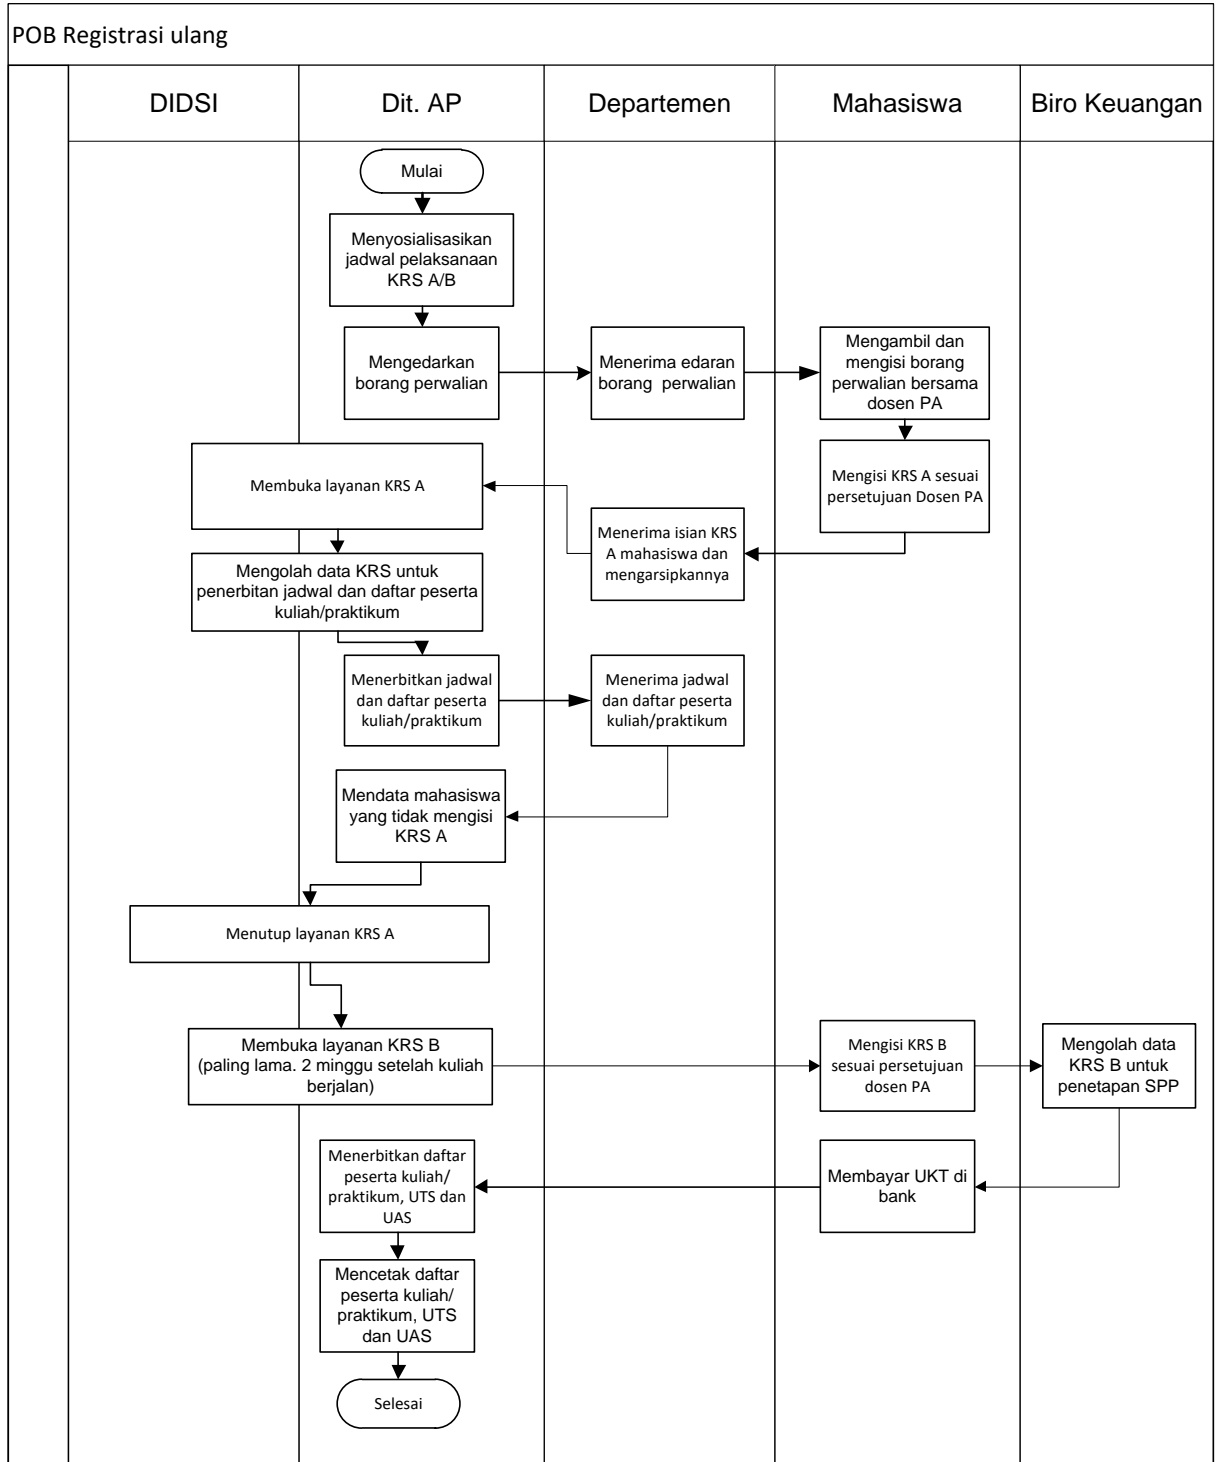 POB Registrasi ulang
DIDSI
Dit. AP
Departemen
Mahasiswa
Biro Keuangan
Mulai
Menyosialisasikan
jadwal pelaksanaan
KRS A/B
Mengedarkan
borang perwalian
Menerima edaran
borang perwalian
Mengambil dan
mengisi borang
perwalian bersama
dosen PA
Mengisi KRS A sesuai
persetujuan Dosen PA
Membuka layanan KRS A
Menerima isian KRS
A mahasiswa dan
mengarsipkannya
Mengolah data KRS untuk
penerbitan jadwal dan daftar peserta
kuliah/praktikum
Menerbitkan jadwal
dan daftar peserta
kuliah/praktikum
Menerima jadwal
dan daftar peserta
kuliah/praktikum
Mendata mahasiswa
yang tidak mengisi
KRS A
Menutup layanan KRS A
Membuka layanan KRS B
(paling lama. 2 minggu setelah kuliah
berjalan)
Mengisi KRS B
sesuai persetujuan
dosen PA
Mengolah data
KRS B untuk
penetapan SPP
Membayar UKT di
bank
Menerbitkan daftar
peserta kuliah/
praktikum, UTS dan
UAS
Mencetak daftar
peserta kuliah/
praktikum, UTS
dan UAS
Selesai